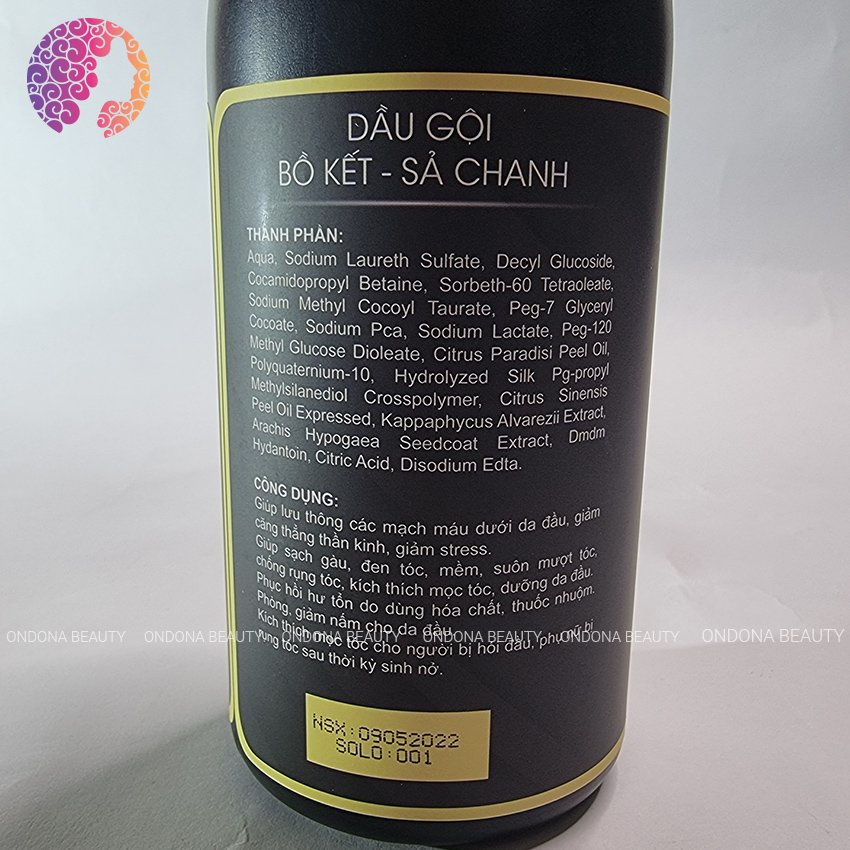 DẦU GỘI
BỒ KẾT - SẢ CHANH
THÀNH PHẦN:
Aqua, Sodium Laureth Sulfate, Decyl Glucoside,
Cocamidopropyl Betaine, Sorbeth-60 Tetraoleate,
Sodium Methyl Cocoyl Taurate, Peg-7 Glyceryl
Cocoate, Sodium Pca, Sodium Lactate, Peg-120
Methyl Glucose Dioleate, Citrus Paradisi Peel Oil,
Polyquaternium-10, Hydrolyzed Silk Pg-propyl
Methylsilanediol Crosspolymer, Citrus Sinensis
Peel Oil Expressed, Kappaphycus Alvarezii Extract,
Arachis Hypogaea Seedcoat Extract, Dmdm
Hydantoin, Citric Acid, Disodium Edta.
CÔNG DỤNG:
Giúp lưu thông các mạch máu dưới da đầu, giảm
căng thẳng thần kinh, giảm stress.
Giúp sạch gàu, đen tóc, mềm, suôn mượt tóc,
chống rụng tóc, kích thích mọc tóc, dưỡng da đầu.
Phục hồi hư tổn do dùng hóa chất, thuốc nhuộm.
Phòng, giảm nấm cho da đầu.
Kích thích mọc tóc cho người bị hói đầu, phụ nữ bị
rụng tóc sau thời kỳ sinh nở.
ONDONA BEAUTY ONDONA BEAUTY ONDONA BEAUTY ONDONA BEAUTY ONDONA BEAUTY ONDONA BEAUTY
NSX:09052022
SOLO:001